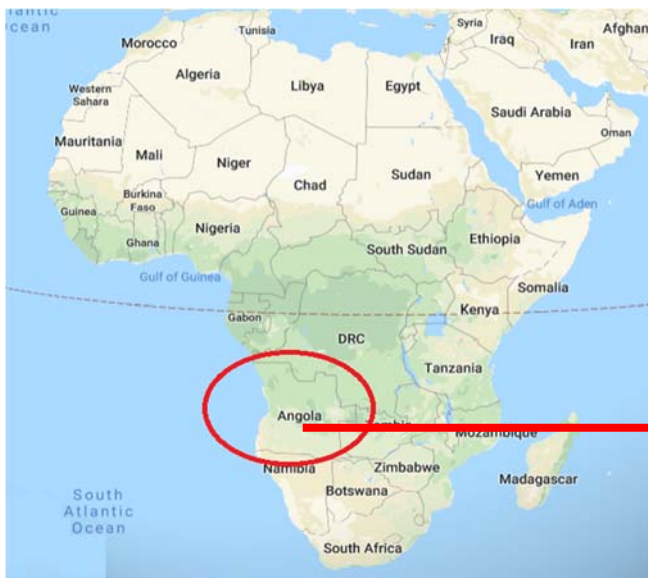 Atlantic
Ocean
Morocco
Tunisia
Syria
Iraq
Iran
Afghan
Algeria
Libya
Egypt
Western
Sahara
Saudi Arabia
Oman
Mauritania
Mali
Niger
Chad
Sudan
Yemen
Gulf of Aden
Burkina
Faso
Guinea
Nigeria
Ghana
Ethiopia
South Sudan
Gulf of Guinea
Somalia
Kenya
Gabon
DRC
Tanzania
Angola
Zambia
Mozambique
Namibia
Zimbabwe
Botswana
Madagascar
South
Atlantic
Ocean
South Africa